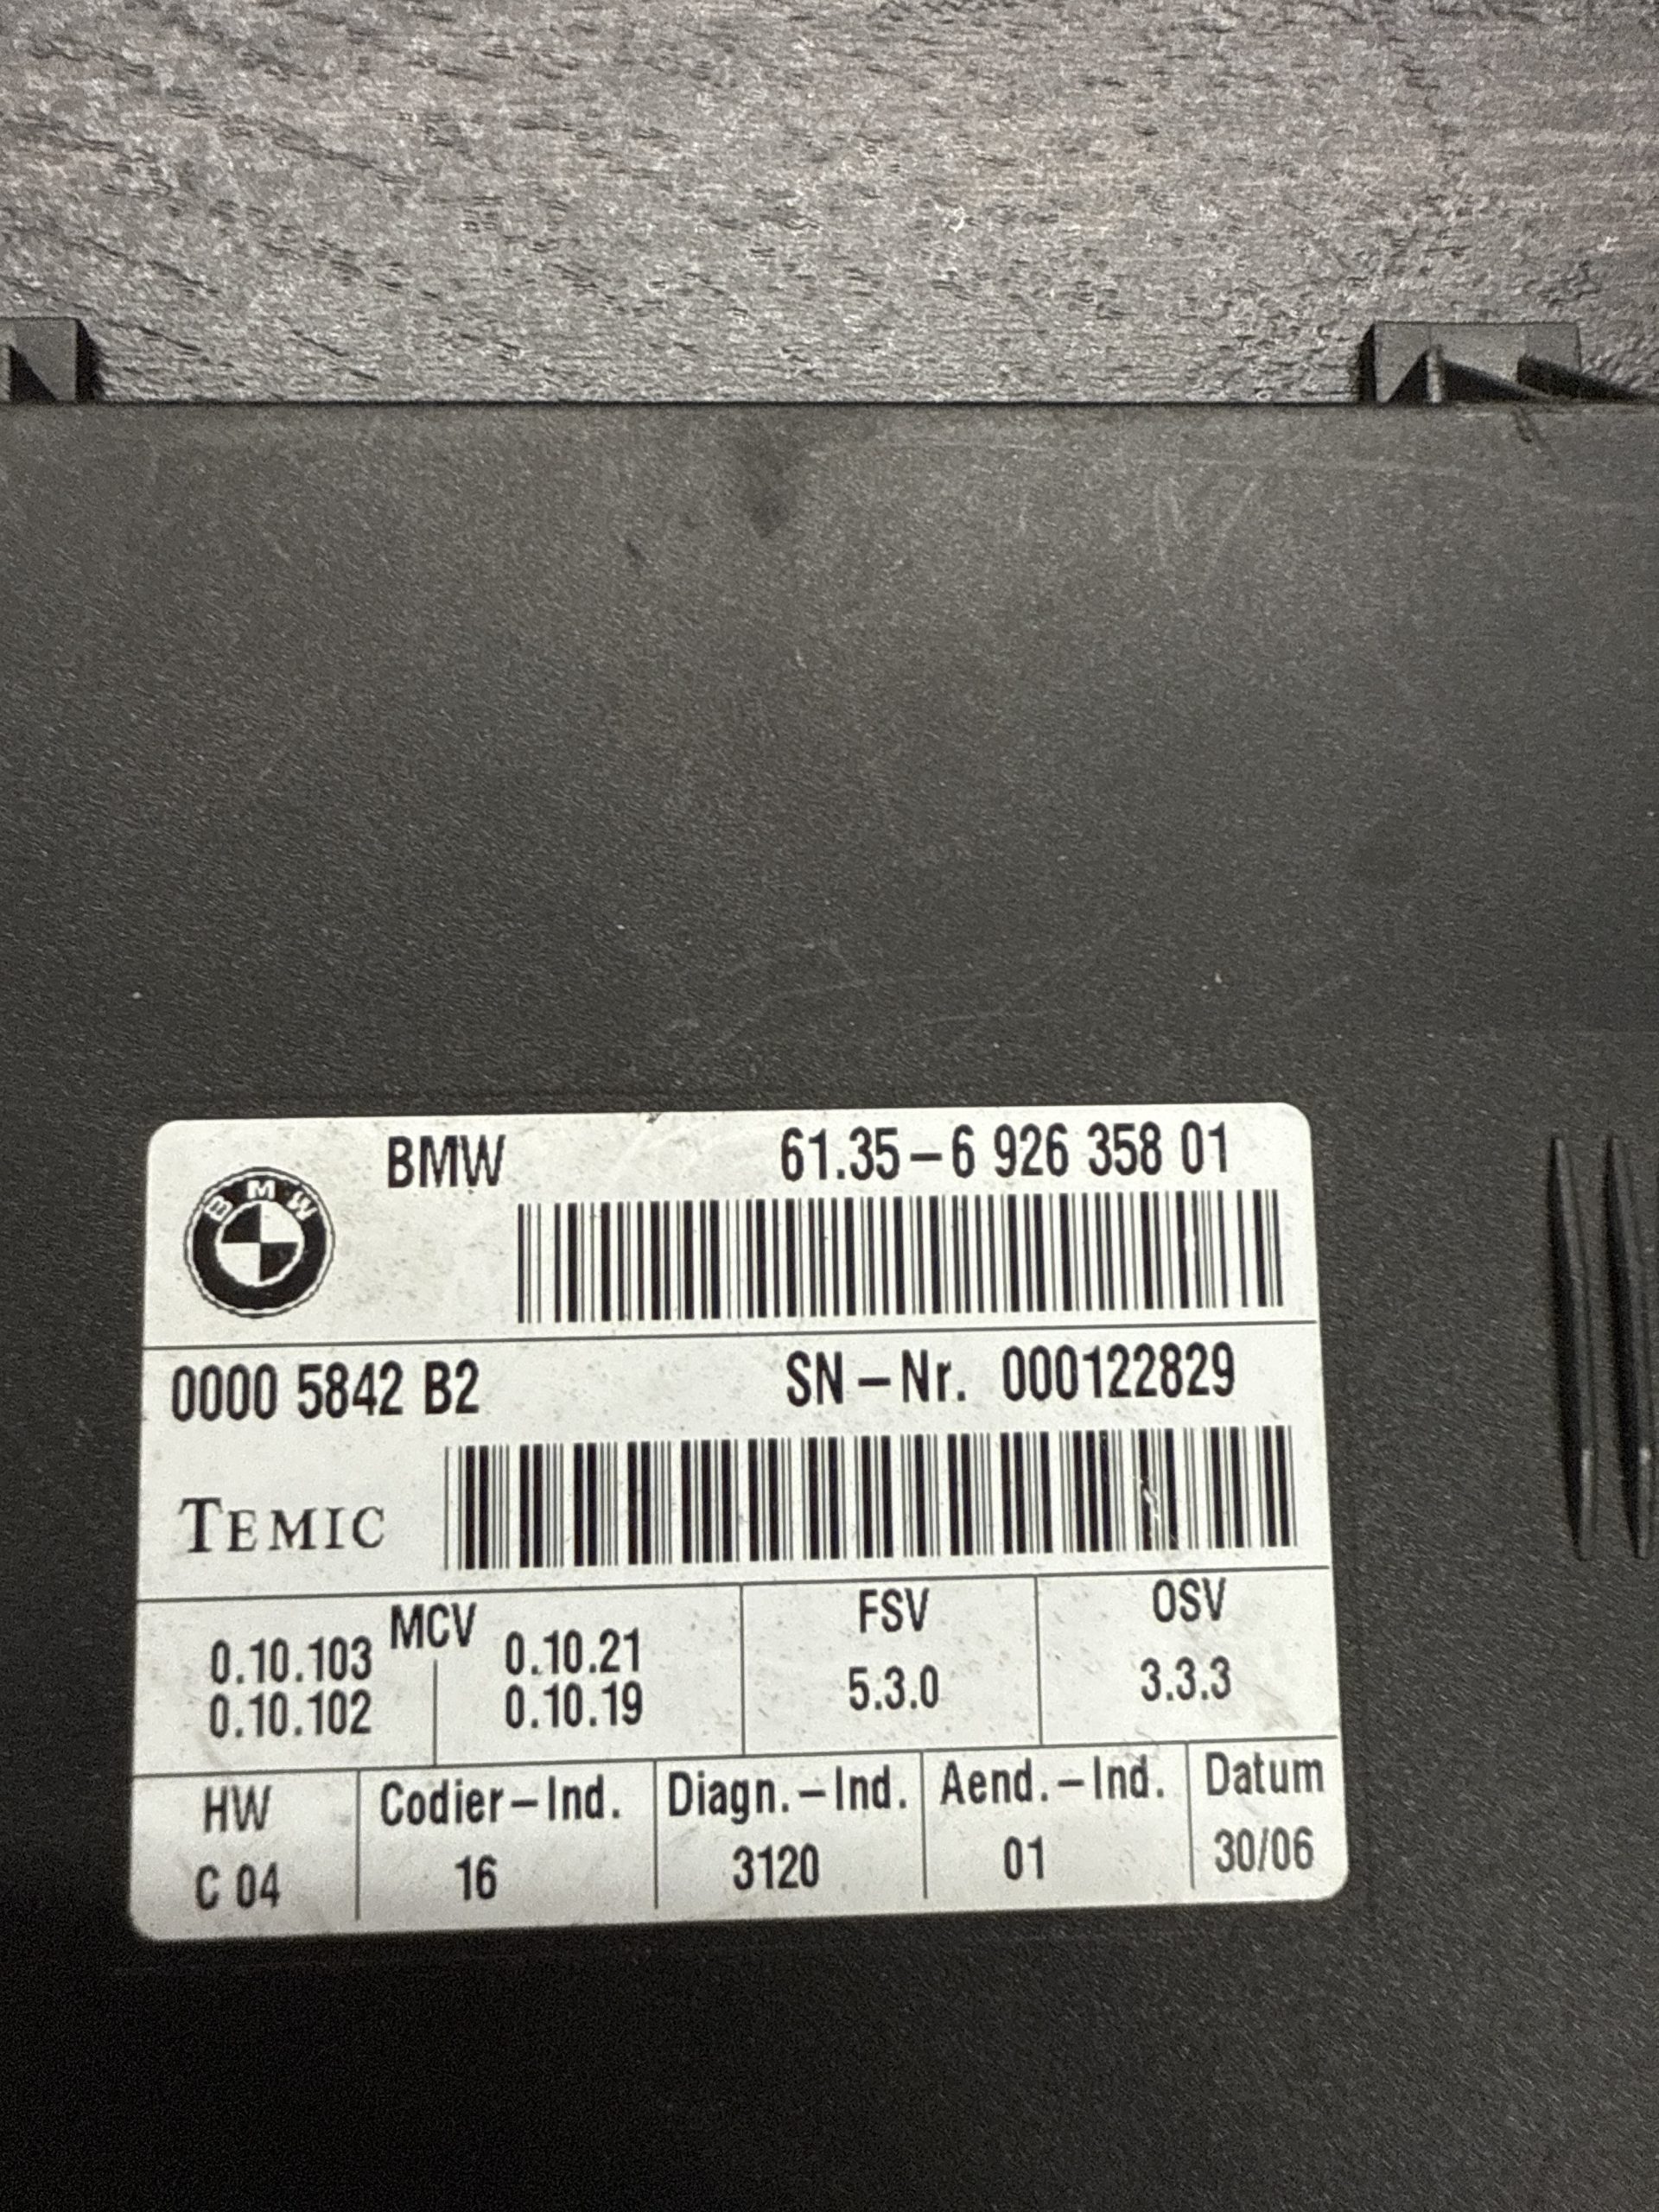 BMW 61.35-6 926 358 01
BMW
0000 5842 B2 SN-Nr. 000122829
TEMIC
MCV FSV OSV
0.10.103 0.10.21 5.3.0 3.3.3
0.10.102 0.10.19
HW Codier-Ind. Diagn.-Ind. Aend.-Ind. Datum
C 04 16 3120 01 30/06